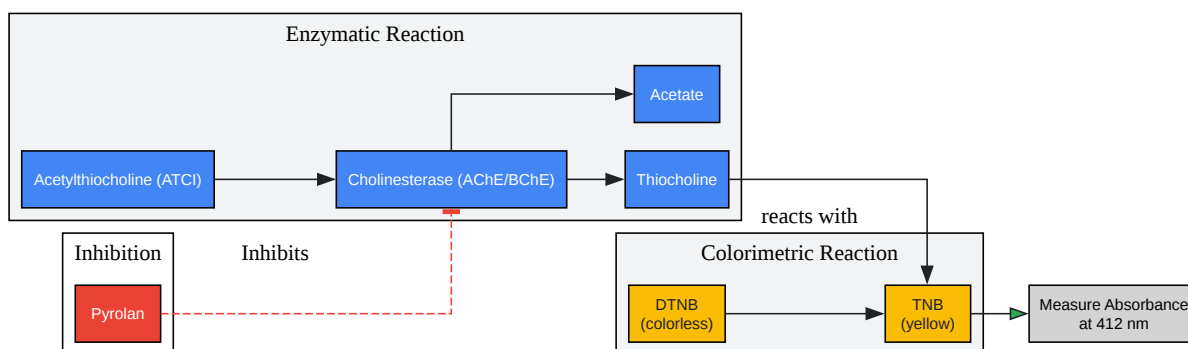 Enzymatic Reaction
Acetate
Acetylthiocholine (ATCI)
Cholinesterase (AChE/BChE)
Thiocholine
reacts with
Inhibition
Inhibits
Colorimetric Reaction
Pyrolan
DTNB
(colorless)
TNB
(yellow)
Measure Absorbance
at 412 nm